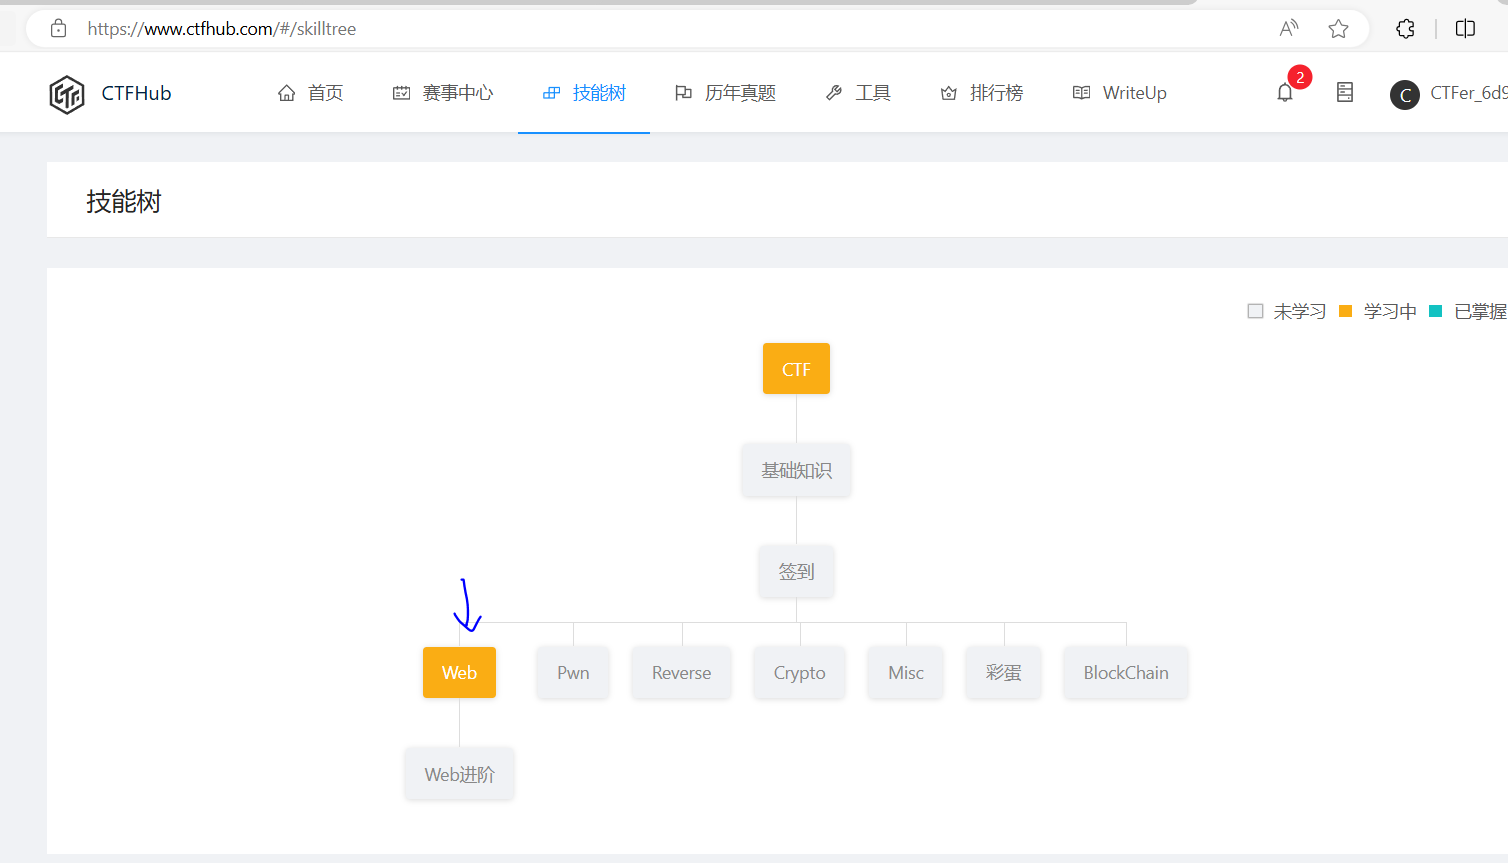 https://www.ctfhub.com/#/skilltree
CTFHub 首页 赛事中心 技能树 历年真题 工具 排行榜 WriteUp 2 C CTFer_6d9
技能树
未学习 学习中 已掌握
CTF
基础知识
签到
Web Pwn Reverse Crypto Misc 彩蛋 BlockChain
Web进阶